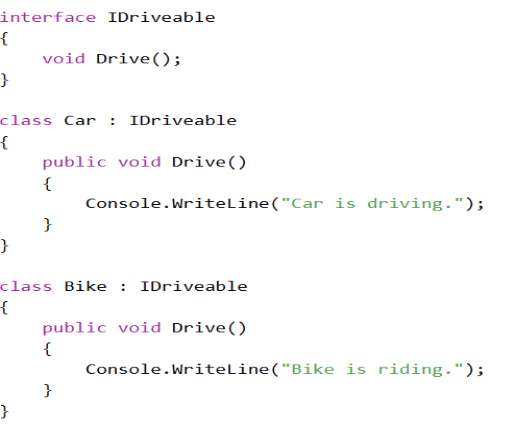 interface IDriveable
{
    void Drive();
}

class Car : IDriveable
{
    public void Drive()
    {
        Console.WriteLine("Car is driving.");
    }
}

class Bike : IDriveable
{
    public void Drive()
    {
        Console.WriteLine("Bike is riding.");
    }
}